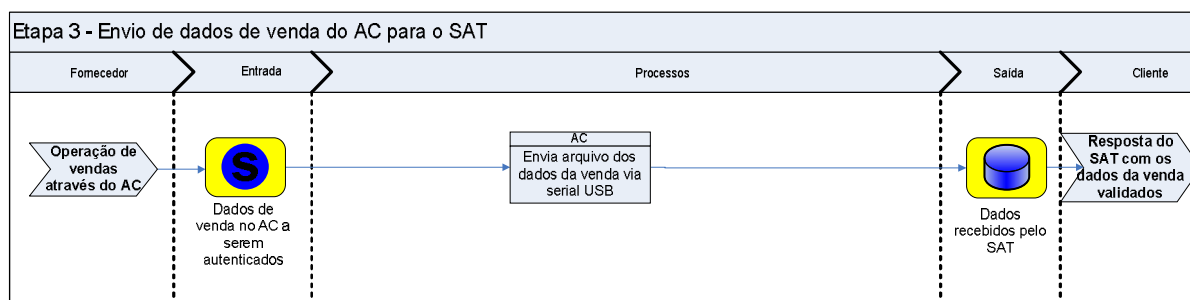 Etapa 3 - Envio de dados de venda do AC para o SAT
Fornecedor
Entrada
Processos
Saída
Cliente
Operação de
vendas
através do AC
S
Dados de
venda no AC a
serem
autenticados
AC
Envia arquivo dos
dados da venda via
serial USB
Dados
recebidos pelo
SAT
Resposta do
SAT com os
dados da venda
validados